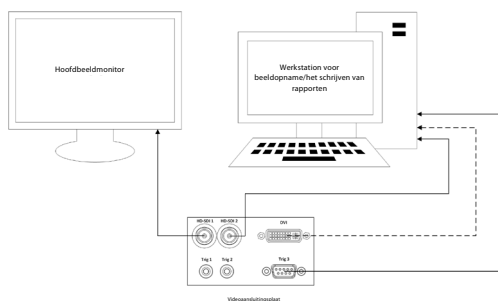 Hoofdbeeldmonitor
Werkstation voor
beeldopname/het schrijven van
rapporten
HD-SDI 1 HD-SDI 2 DVI
Trig 1 Trig 2 Trig 3
Videoaansluitingsplaat